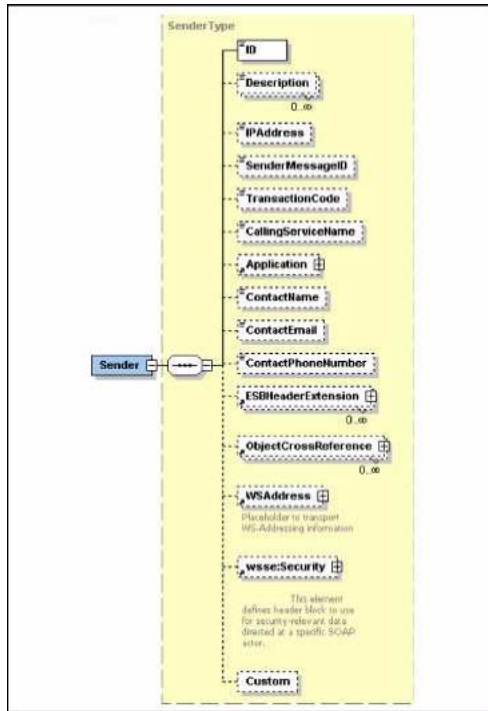 SenderType
ID
Description
0..∞
IPAddress
SenderMessageID
TransactionCode
CallingServiceName
Application
ContactName
ContactEmail
Sender
ContactPhoneNumber
ESBHeaderExtension
0..∞
ObjectCrossReference
0..∞
WSAddress
Placeholder to transport
WS-Addressing information
wsse:Security
This element
defines header block to use
for security-relevant data
directed at a specific SOAP
actor.
Custom